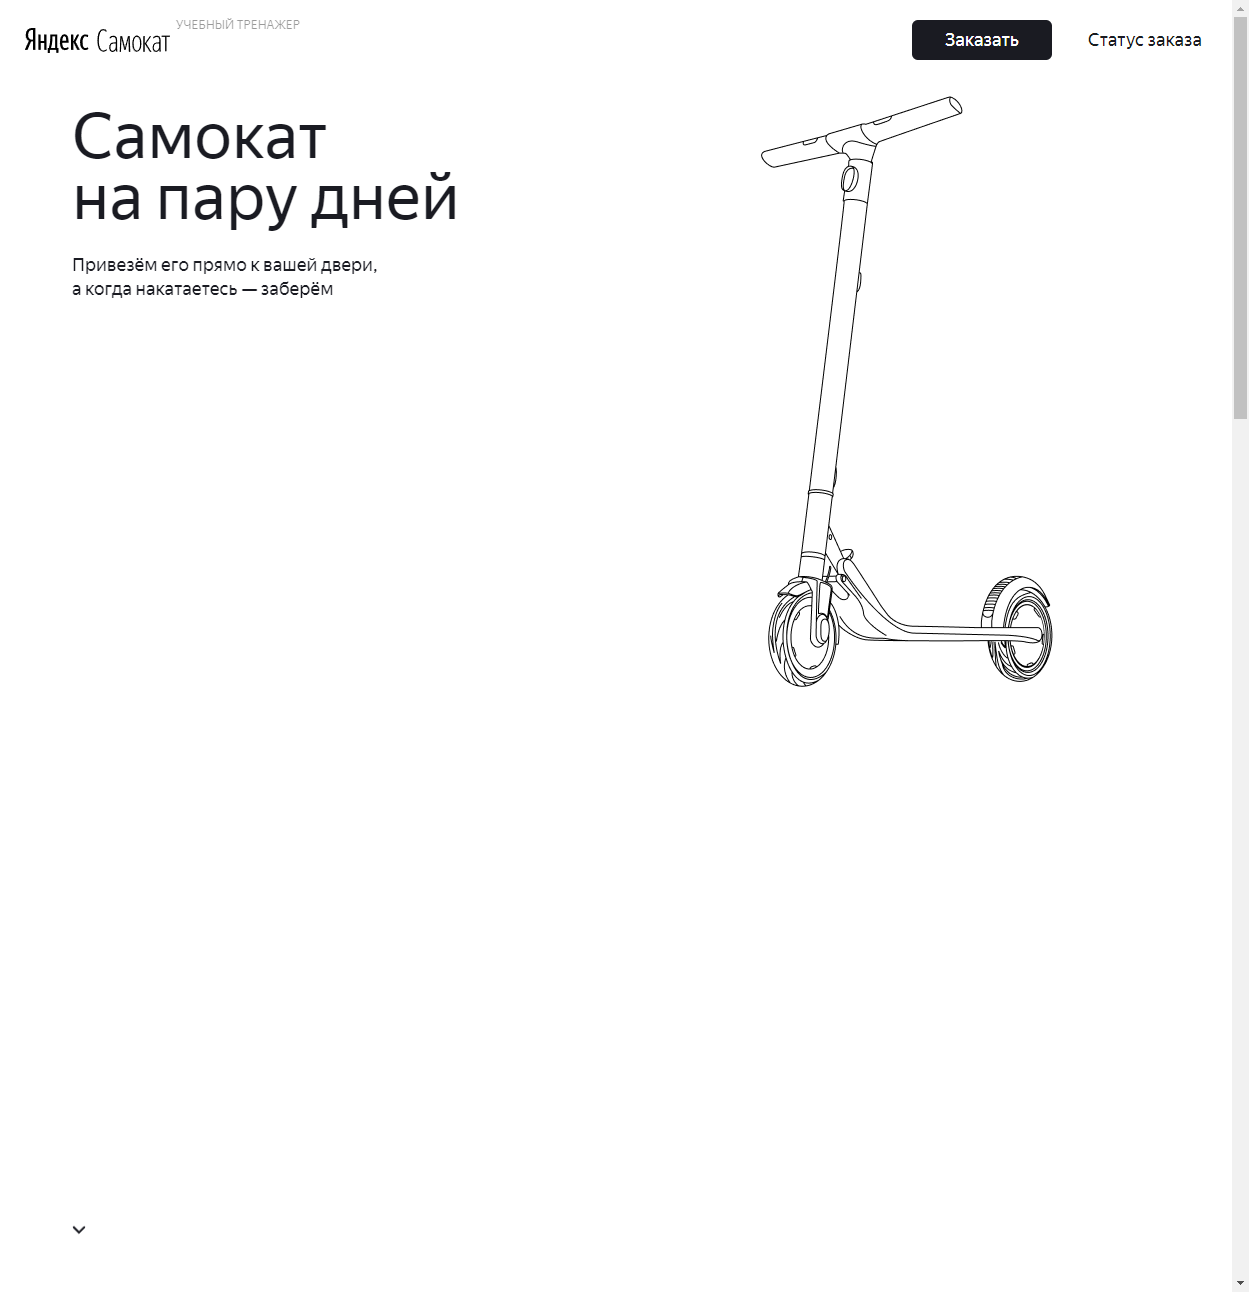 Яндекс Самокат
УЧЕБНЫЙ ТРЕНАЖЕР
Заказать
Статус заказа
Самокат
на пару дней
Привезём его прямо к вашей двери,
а когда накатаетесь — заберём